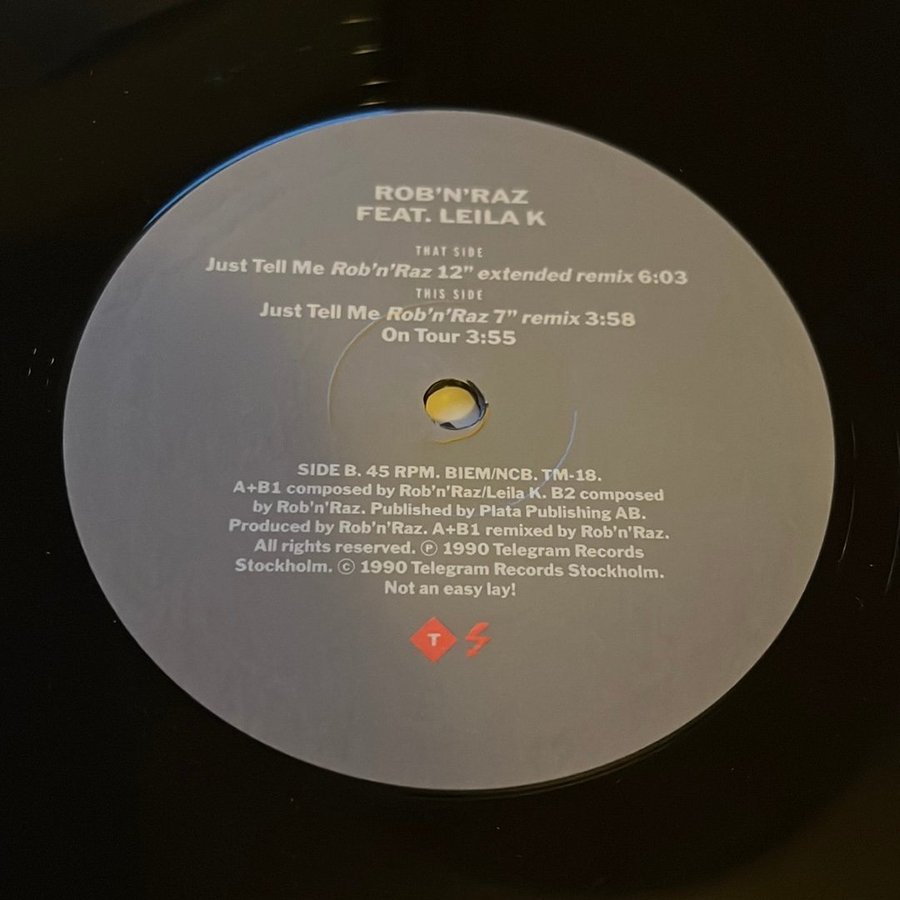 ROB'N'RAZ
FEAT. LEILA K
THAT SIDE
Just Tell Me Rob'n'Raz 12" extended remix 6:03
THIS SIDE
Just Tell Me Rob'n'Raz 7" remix 3:58
On Tour 3:55
SIDE B. 45 RPM. BIEM/NCB. TM-18.
A+B1 composed by Rob'n'Raz/Leila K. B2 composed
by Rob'n'Raz. Published by Plata Publishing AB.
Produced by Rob'n'Raz. A+B1 remixed by Rob'n'Raz.
All rights reserved. ℗ 1990 Telegram Records
Stockholm. © 1990 Telegram Records Stockholm.
Not an easy lay!
T